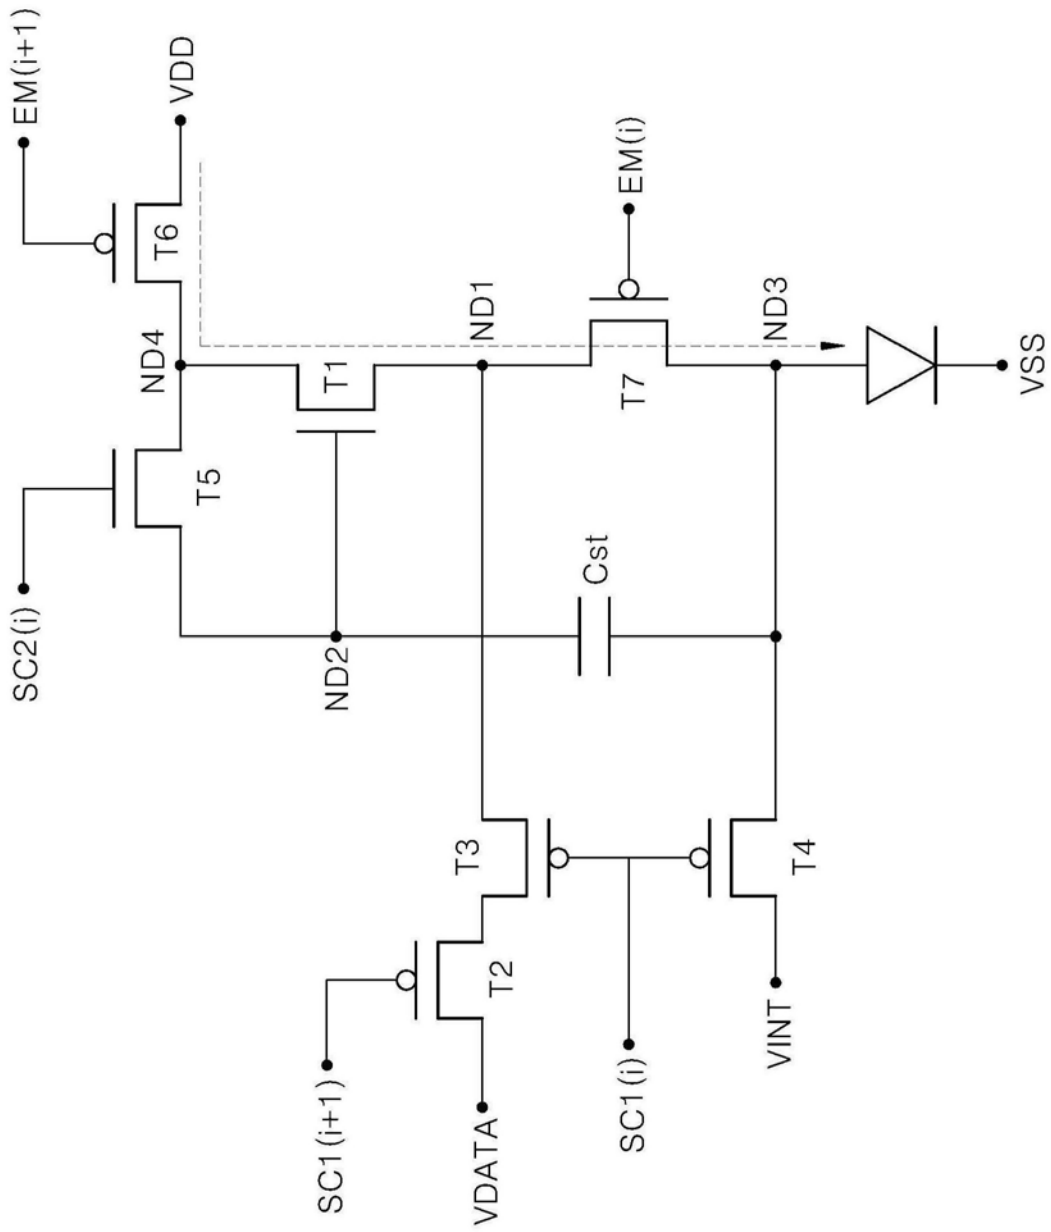 SC2(i)
EM(i+1)
ND4
T6
VDD
T5
SC1(i+1)
ND2
T1
T3
ND1
VDATA
T2
Cst
SC1(i)
T7
EM(i)
VINT
T4
ND3
VSS